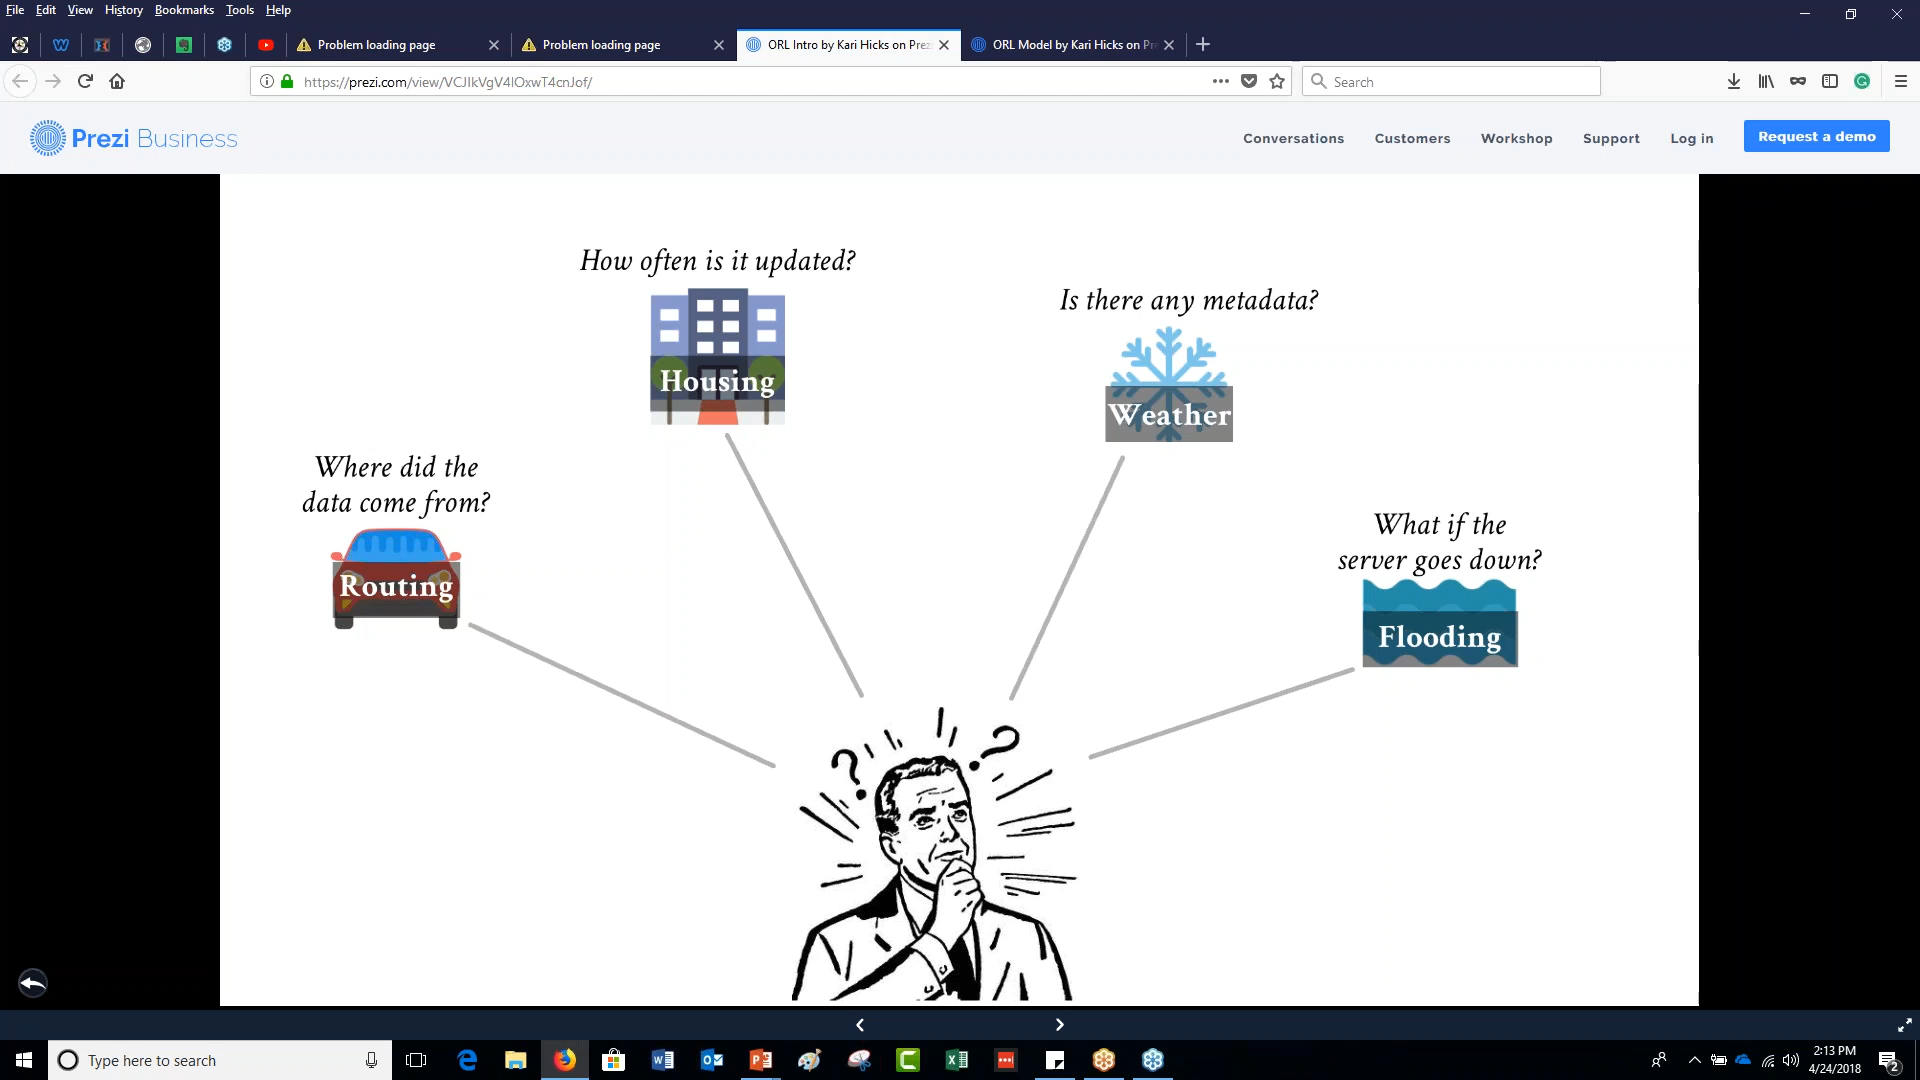 File Edit View History Bookmarks Tools Help
Problem loading page
Problem loading page
ORL Intro by Kari Hicks on Prez
ORL Model by Kari Hicks on Pre
https://prezi.com/view/VCJIkVgV4lOxwT4cnJof/
Search
Prezi Business
Conversations Customers Workshop Support Log in Request a demo
How often is it updated?
Housing
Is there any metadata?
Weather
Where did the
data come from?
Routing
What if the
server goes down?
Flooding
? ?
Type here to search
2:13 PM
4/24/2018
2